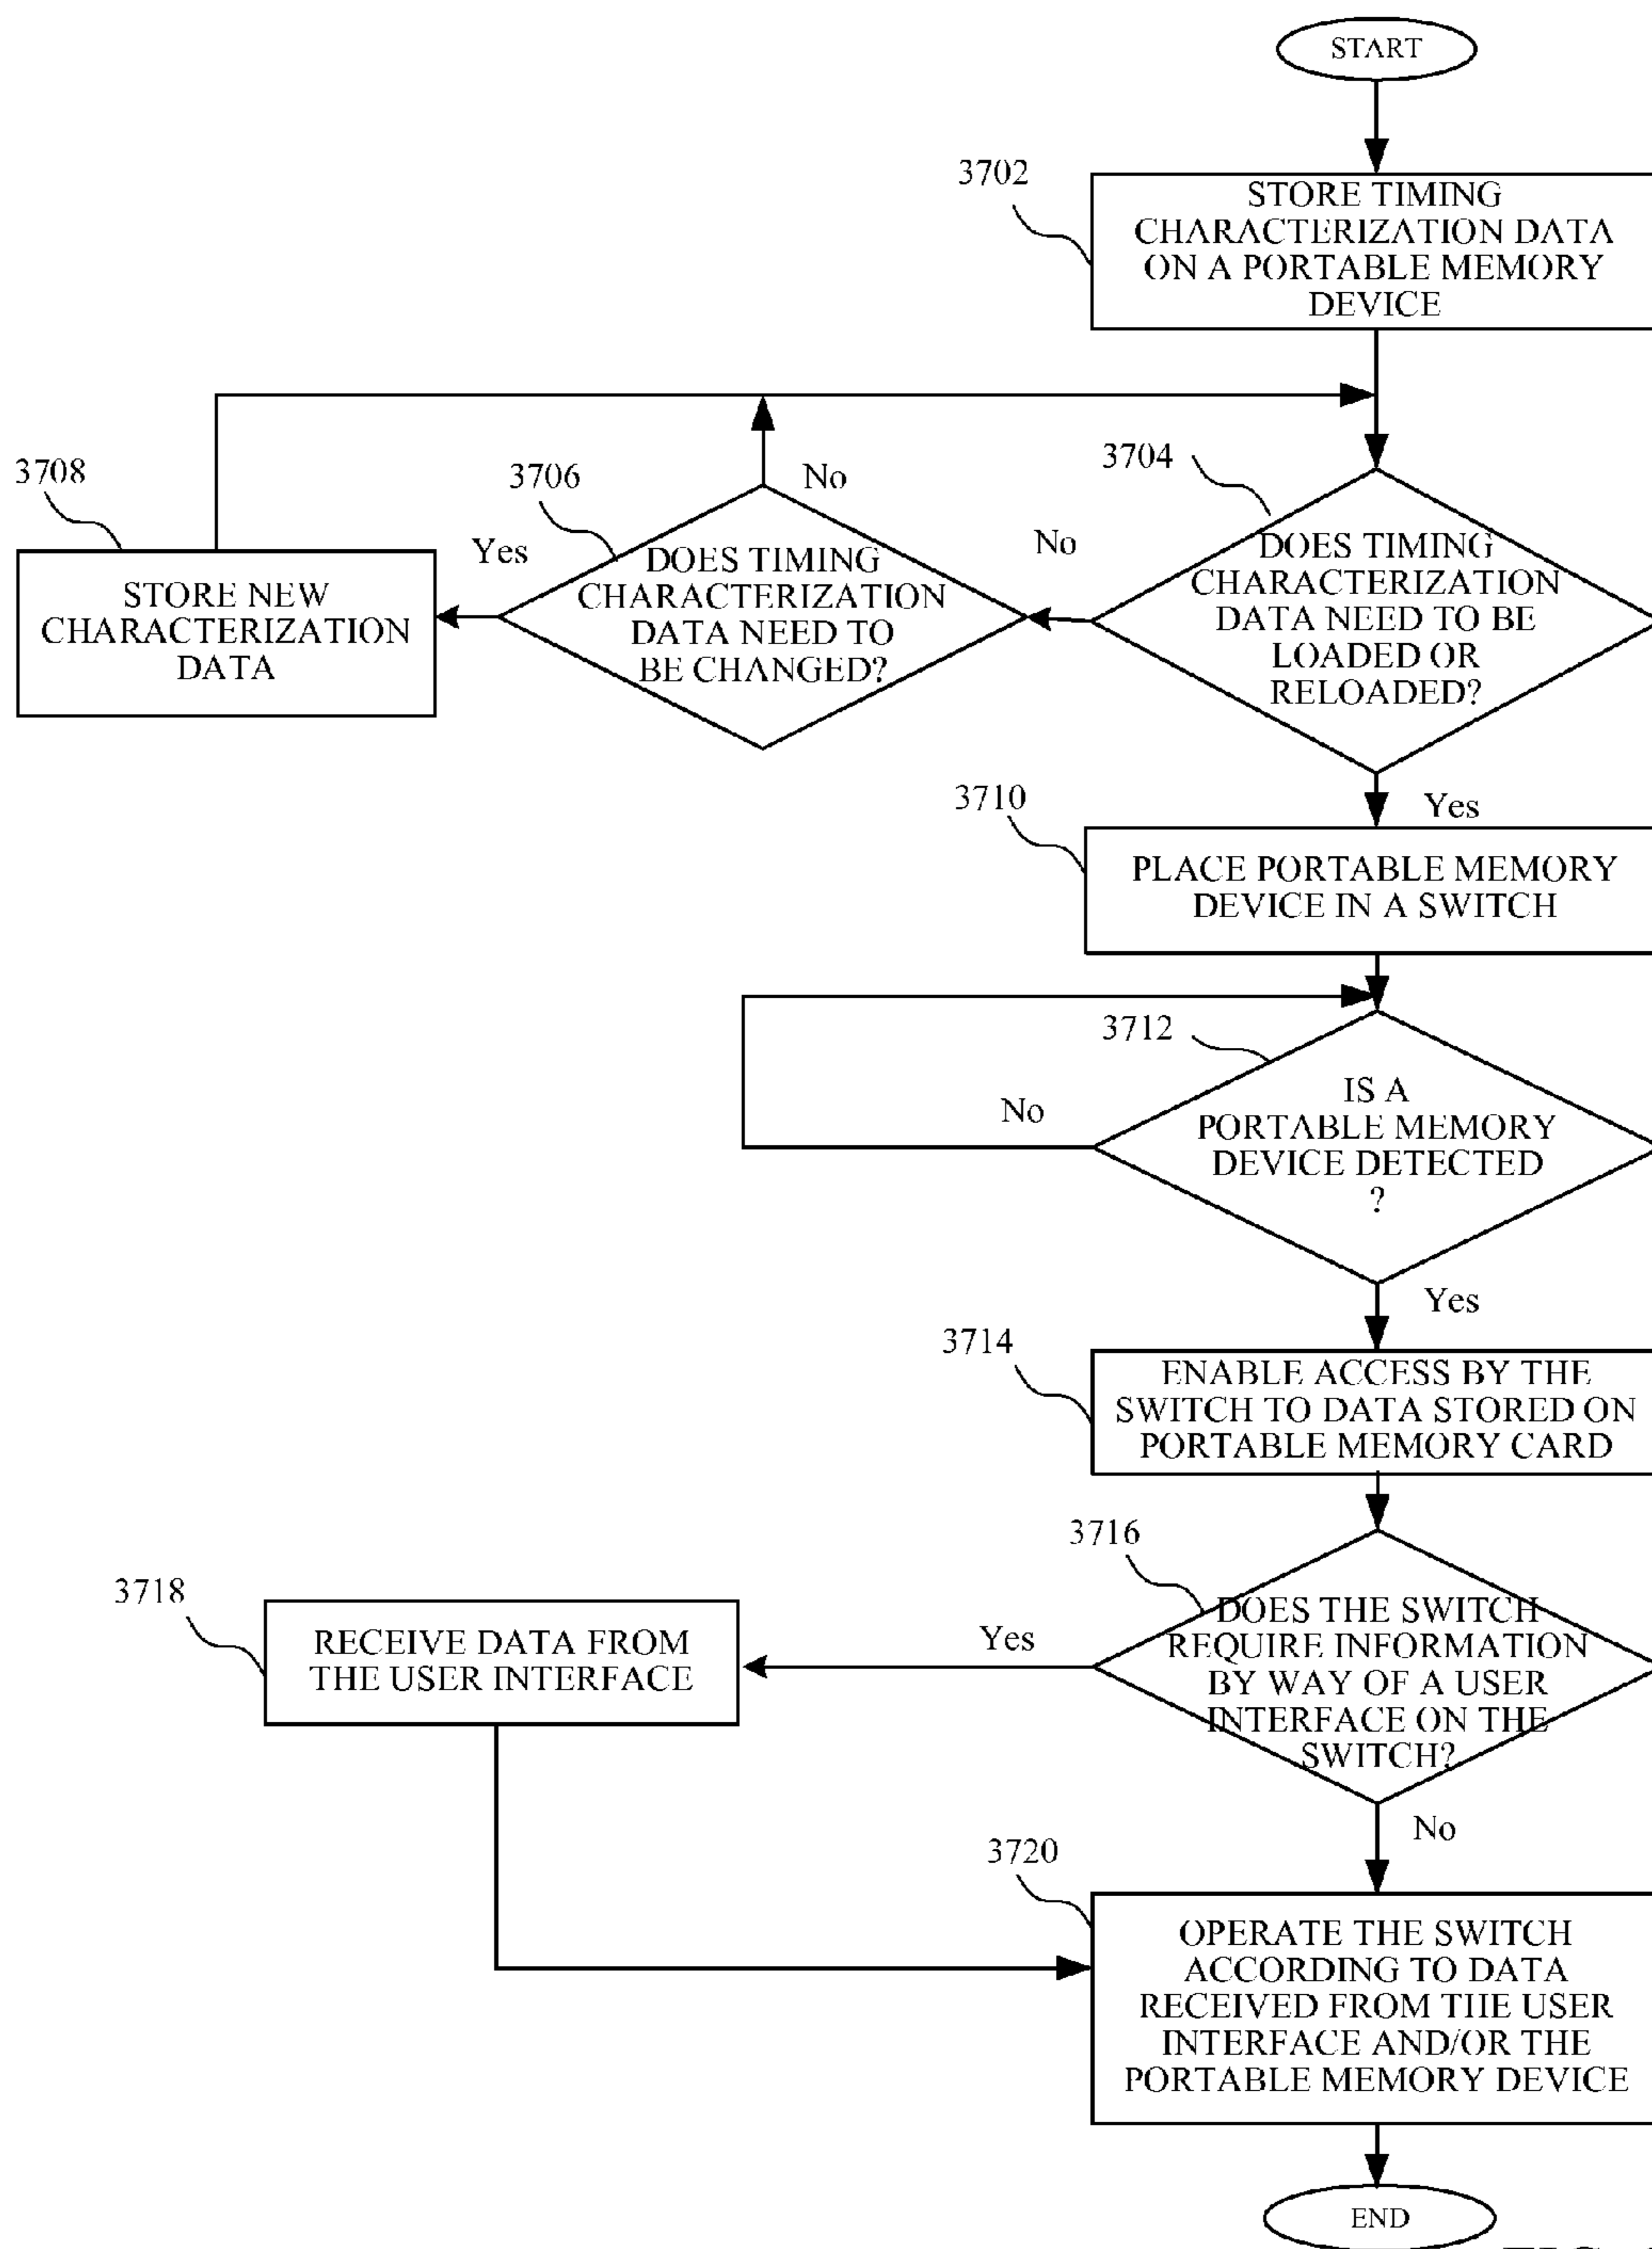 START
3702
STORE TIMING
CHARACTERIZATION DATA
ON A PORTABLE MEMORY
DEVICE
3708
3706
No
3704
No
Yes
STORE NEW
CHARACTERIZATION
DATA
DOES TIMING
CHARACTERIZATION
DATA NEED TO
BE CHANGED?
DOES TIMING
CHARACTERIZATION
DATA NEED TO BE
LOADED OR
RELOADED?
Yes
3710
PLACE PORTABLE MEMORY
DEVICE IN A SWITCH
3712
No
IS A
PORTABLE MEMORY
DEVICE DETECTED
?
Yes
3714
ENABLE ACCESS BY THE
SWITCH TO DATA STORED ON
PORTABLE MEMORY CARD
3716
DOES THE SWITCH
REQUIRE INFORMATION
BY WAY OF A USER
INTERFACE ON THE
SWITCH?
Yes
3718
RECEIVE DATA FROM
THE USER INTERFACE
No
3720
OPERATE THE SWITCH
ACCORDING TO DATA
RECEIVED FROM THE USER
INTERFACE AND/OR THE
PORTABLE MEMORY DEVICE
END